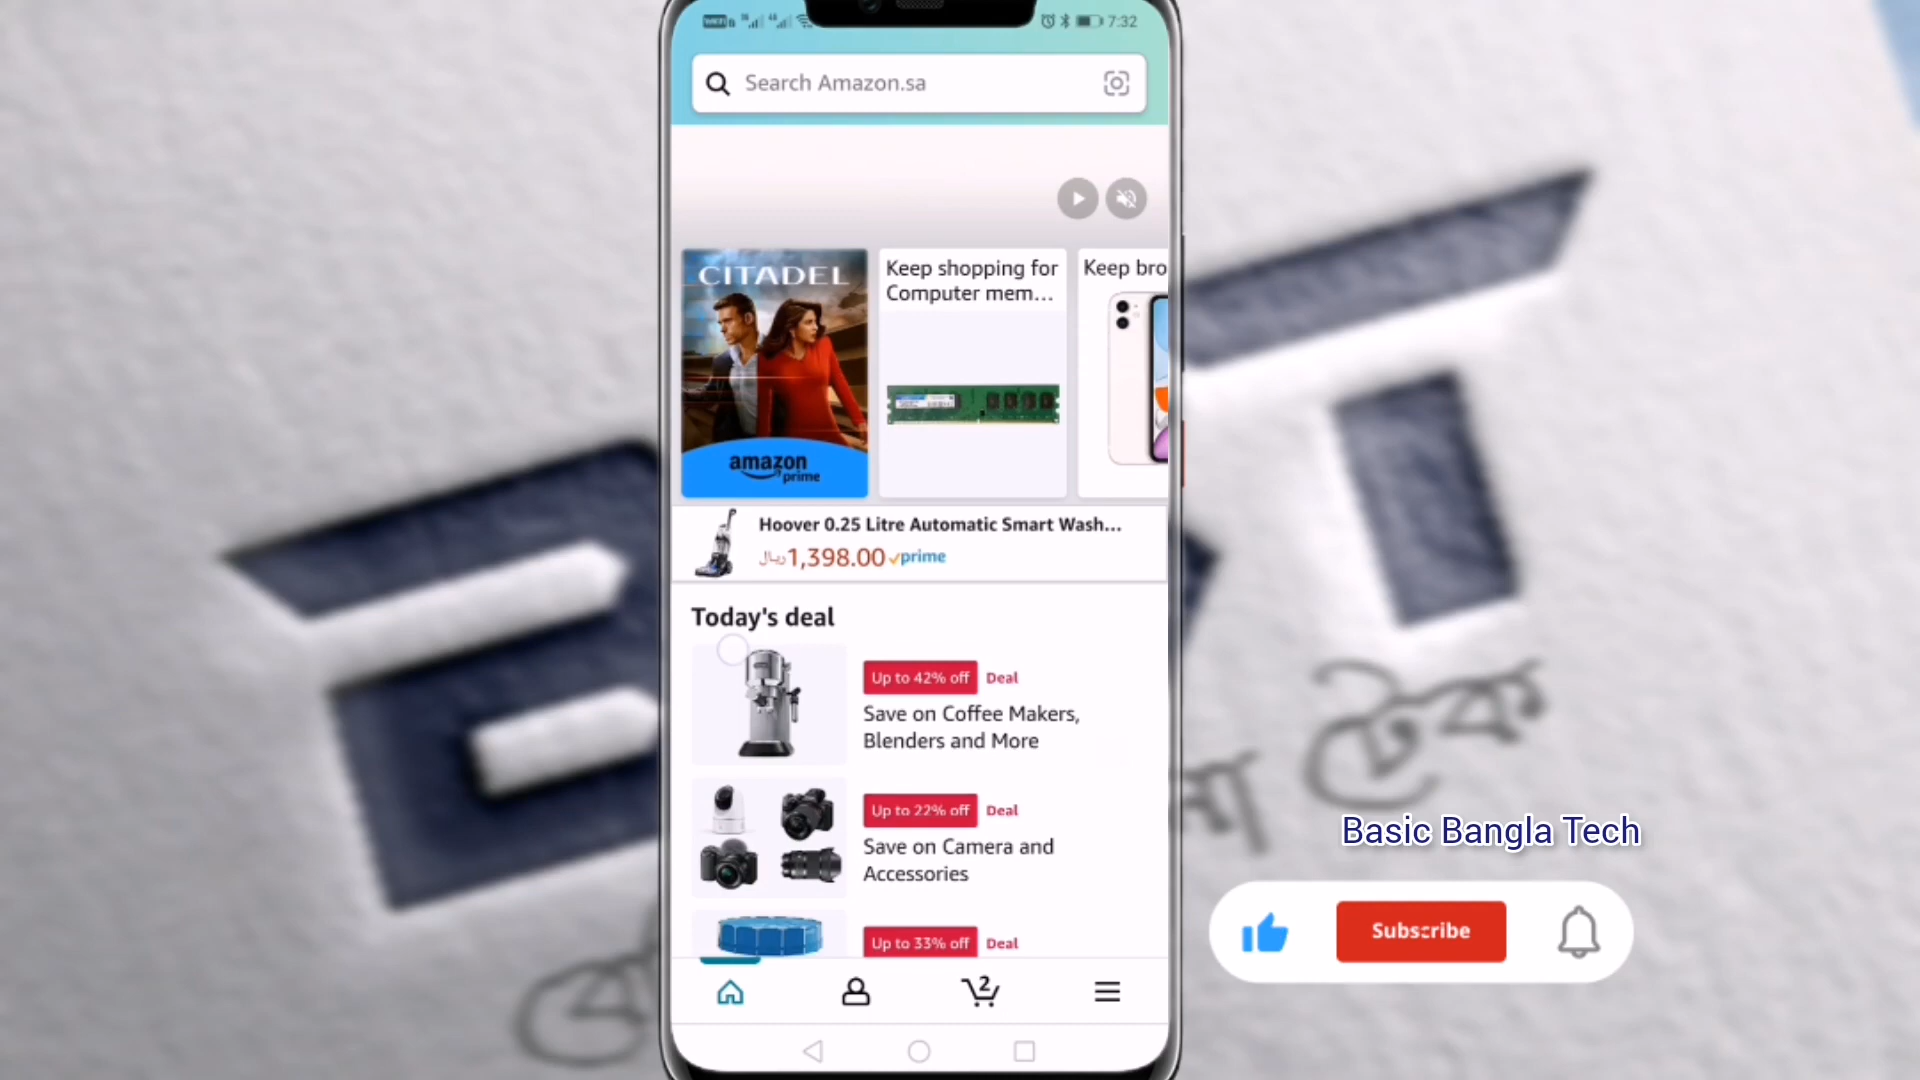 7:32
Search Amazon.sa
CITADEL
amazon
prime
Keep shopping for
Computer mem...
Keep bro
Hoover 0.25 Litre Automatic Smart Wash...
ريال1,398.00 prime
Today's deal
Up to 42% off Deal
Save on Coffee Makers,
Blenders and More
Up to 22% off Deal
Save on Camera and
Accessories
Up to 33% off Deal
2
টেক
Basic Bangla Tech
Subscribe